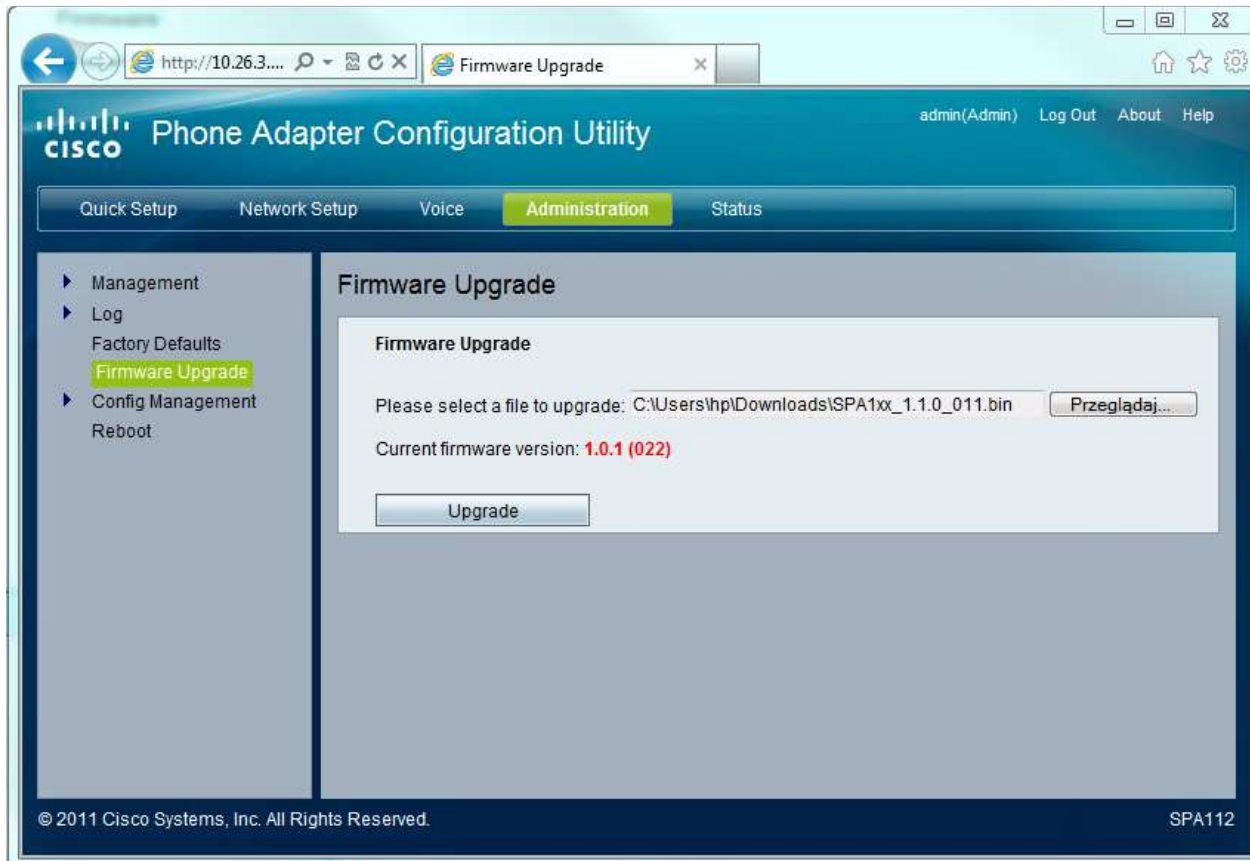 Firmware
http://10.26.3....
Firmware Upgrade
CISCO
Phone Adapter Configuration Utility
admin(Admin) Log Out About Help
Quick Setup Network Setup Voice Administration Status
Management
Log
Factory Defaults
Firmware Upgrade
Config Management
Reboot
Firmware Upgrade
Firmware Upgrade
Please select a file to upgrade: C:\Users\hp\Downloads\SPA1xx_1.1.0_011.bin Przeglądaj...
Current firmware version: 1.0.1 (022)
Upgrade
© 2011 Cisco Systems, Inc. All Rights Reserved. SPA112